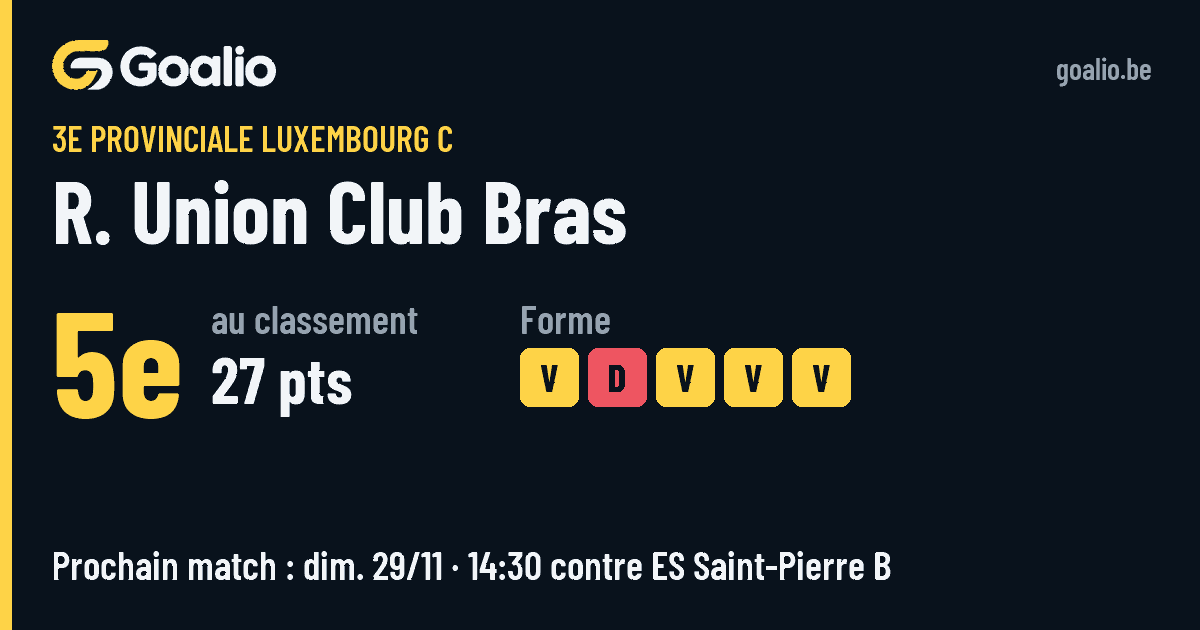 Goalio
goalio.be
3E PROVINCIALE LUXEMBOURG C
R. Union Club Bras
5e
au classement
27 pts
Forme
V D V V V
Prochain match : dim. 29/11 · 14:30 contre ES Saint-Pierre B